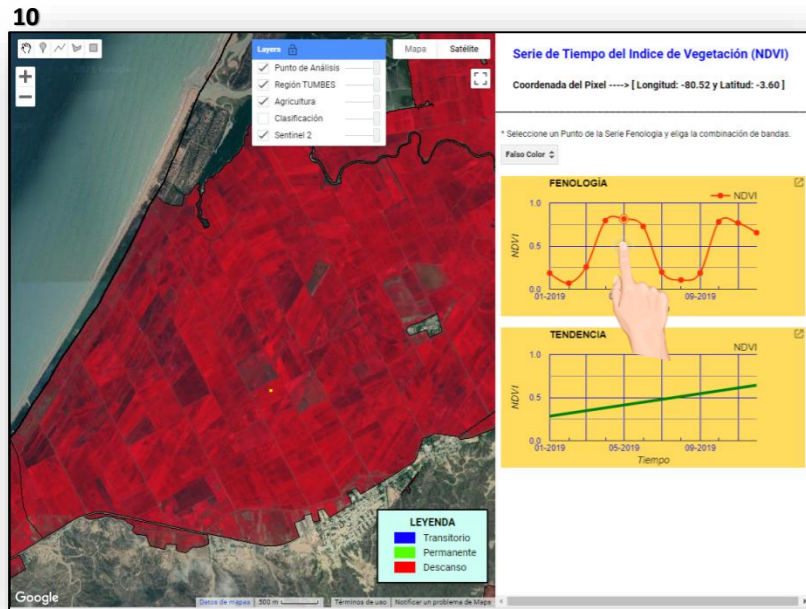 10
Layers
Punto de Análisis
Región TUMBES
Agricultura
Clasificación
Sentinel 2
Mapa
Satélite
LEYENDA
Transitorio
Permanente
Descanso
Google
Datos de mapas
500 m
Términos de uso
Notificar un problema de Maps
Serie de Tiempo del Indice de Vegetación (NDVI)
Coordenada del Pixel ----> [ Longitud: -80.52 y Latitud: -3.60 ]
* Seleccione un Punto de la Serie Fenologia y eliga la combinación de bandas.
Falso Color
FENOLOGÍA
NDVI
NDVI
1.0
0.5
0.0
01-2019
09-2019
TENDENCIA
NDVI
NDVI
1.0
0.5
0.0
01-2019
05-2019
09-2019
Tiempo